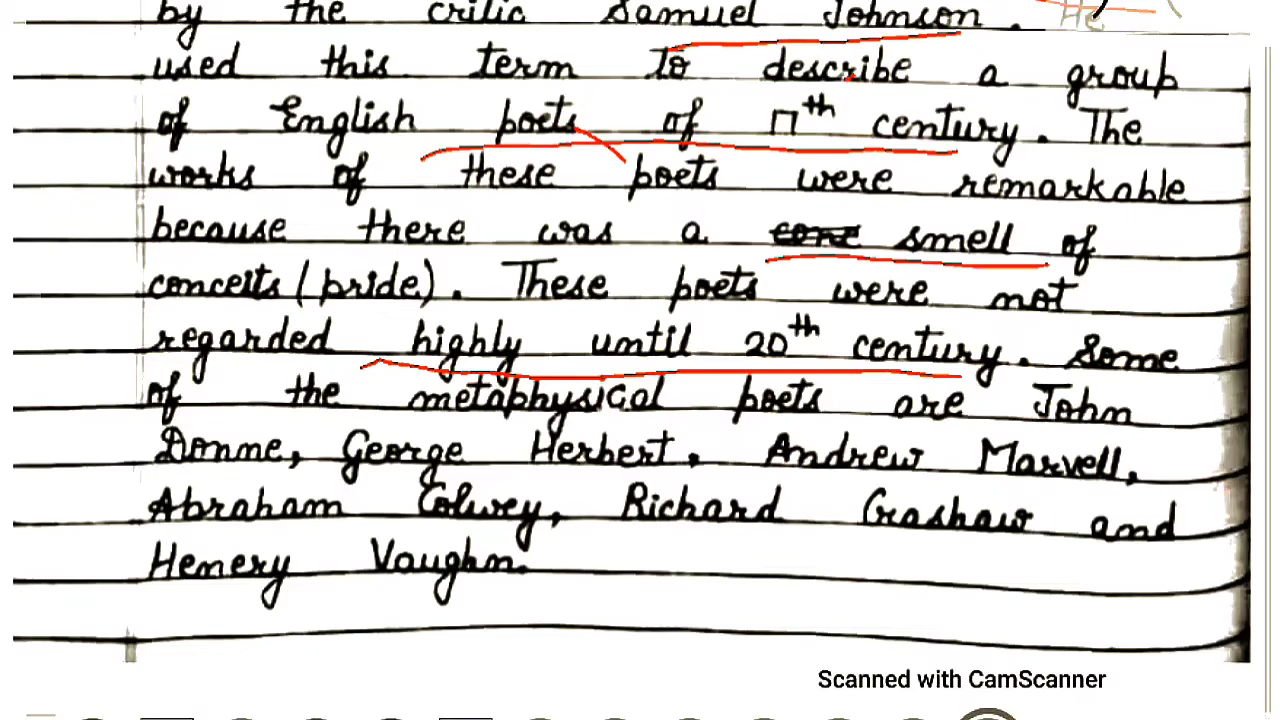 by the critic Samuel Johnson. He
used this term to describe a group
of English poets of 17th century. The
works of these poets were remarkable
because there was a smell of
conceits (pride). These poets were not
regarded highly until 20th century. Some
of the metaphysical poets are John
Donne, George Herbert, Andrew Marvell,
Abraham Colwey, Richard Crashaw and
Henery Vaughn.
Scanned with CamScanner